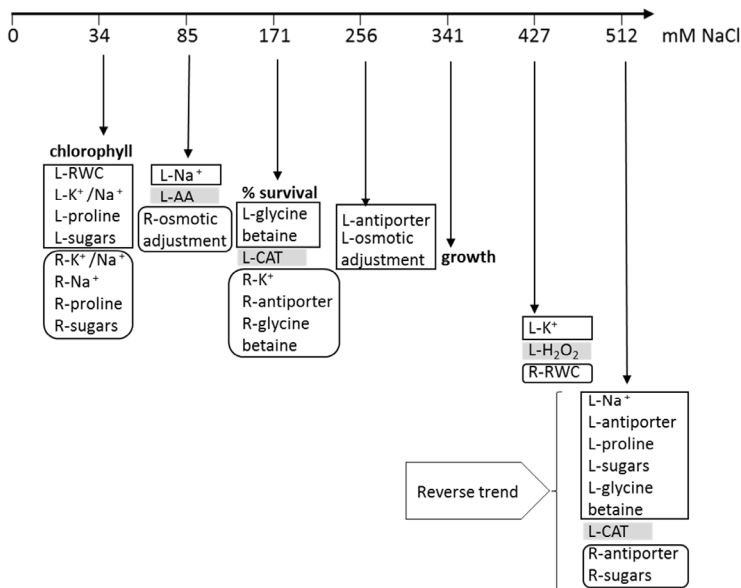 0 34 85 171 256 341 427 512 mM NaCl
chlorophyll
L-RWC
L-K⁺/Na⁺
L-proline
L-sugars
R-K⁺/Na⁺
R-Na⁺
R-proline
R-sugars
L-Na⁺
L-AA
R-osmotic
adjustment
% survival
L-glycine
betaine
L-CAT
R-K⁺
R-antiporter
R-glycine
betaine
L-antiporter
L-osmotic
adjustment
growth
L-K⁺
L-H₂O₂
R-RWC
Reverse trend
L-Na⁺
L-antiporter
L-proline
L-sugars
L-glycine
betaine
L-CAT
R-antiporter
R-sugars